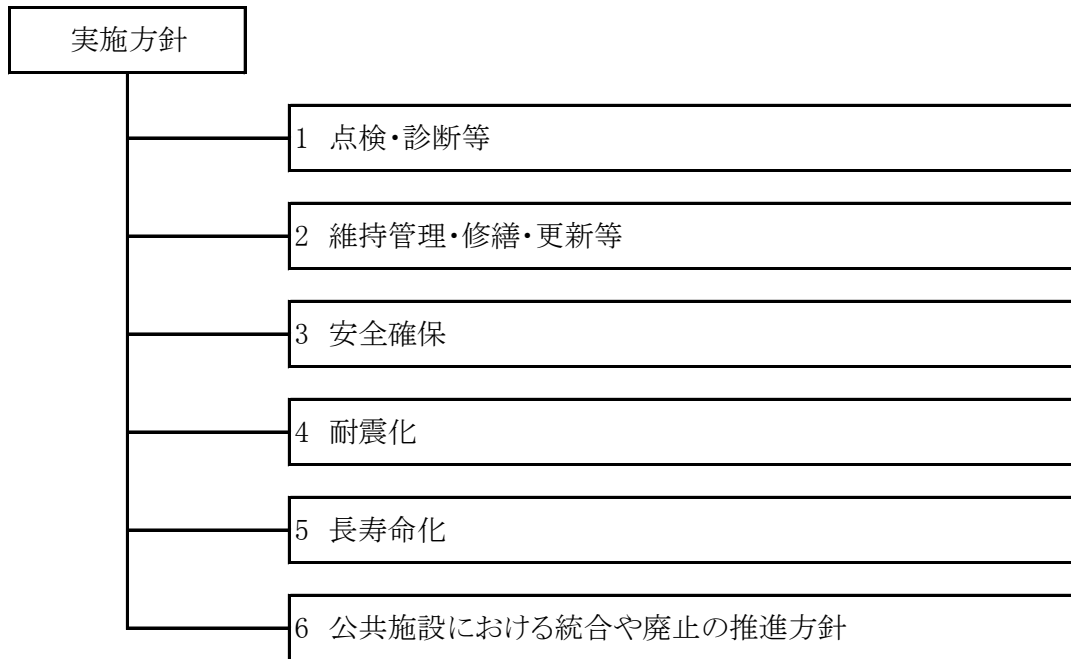 実施方針
1 点検・診断等
2 維持管理・修繕・更新等
3 安全確保
4 耐震化
5 長寿命化
6 公共施設における統合や廃止の推進方針